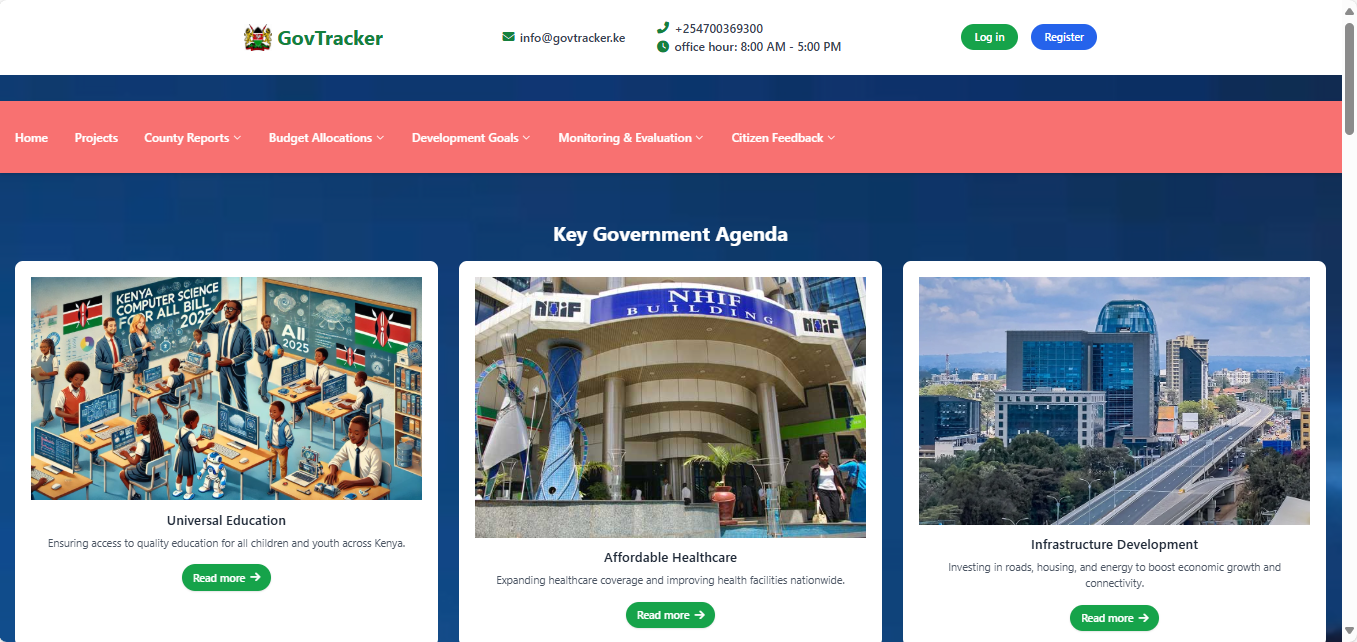 GovTracker
info@govtracker.ke
+254700369300
office hour: 8:00 AM - 5:00 PM
Log in
Register
Home
Projects
County Reports
Budget Allocations
Development Goals
Monitoring & Evaluation
Citizen Feedback
Key Government Agenda
KENYA
COMPUTER SCIENCE
FOR ALL BILL
2025
All
2025
Universal Education
Ensuring access to quality education for all children and youth across Kenya.
Read more
NHIF
NHIF
BUILDING
NHIF
Affordable Healthcare
Expanding healthcare coverage and improving health facilities nationwide.
Read more
Infrastructure Development
Investing in roads, housing, and energy to boost economic growth and
connectivity.
Read more